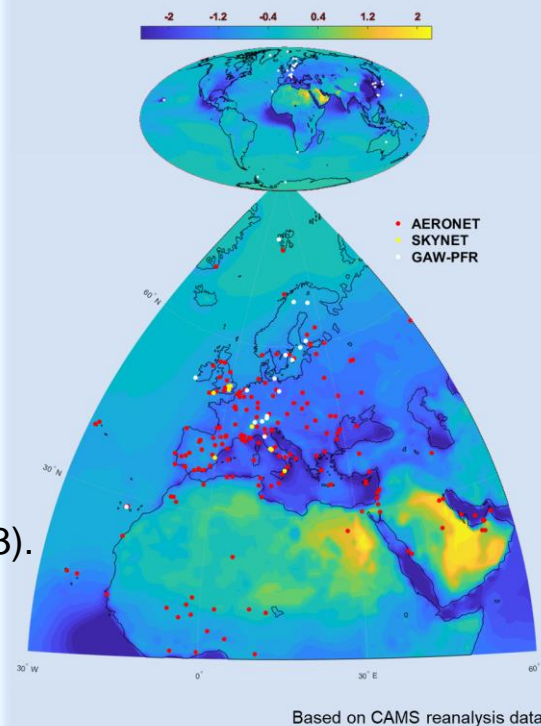 -2 -1.2 -0.4 0.4 1.2 2
AERONET
SKYNET
GAW-PFR
60° N
30° N
3).
30° W 0° 30° E 60°
Based on CAMS reanalysis data